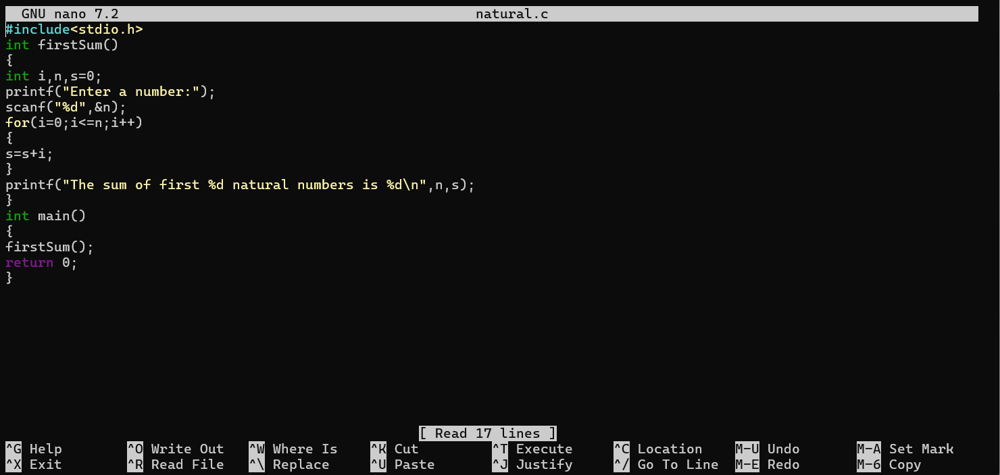 GNU nano 7.2 natural.c
#include<stdio.h>
int firstSum()
{
int i,n,s=0;
printf("Enter a number:");
scanf("%d",&n);
for(i=0;i<=n;i++)
{
s=s+i;
}
printf("The sum of first %d natural numbers is %d\n",n,s);
}
int main()
{
firstSum();
return 0;
}
[ Read 17 lines ]
^G Help ^O Write Out ^W Where Is ^K Cut ^T Execute ^C Location M-U Undo M-A Set Mark
^X Exit ^R Read File ^\ Replace ^U Paste ^J Justify ^/ Go To Line M-E Redo M-6 Copy